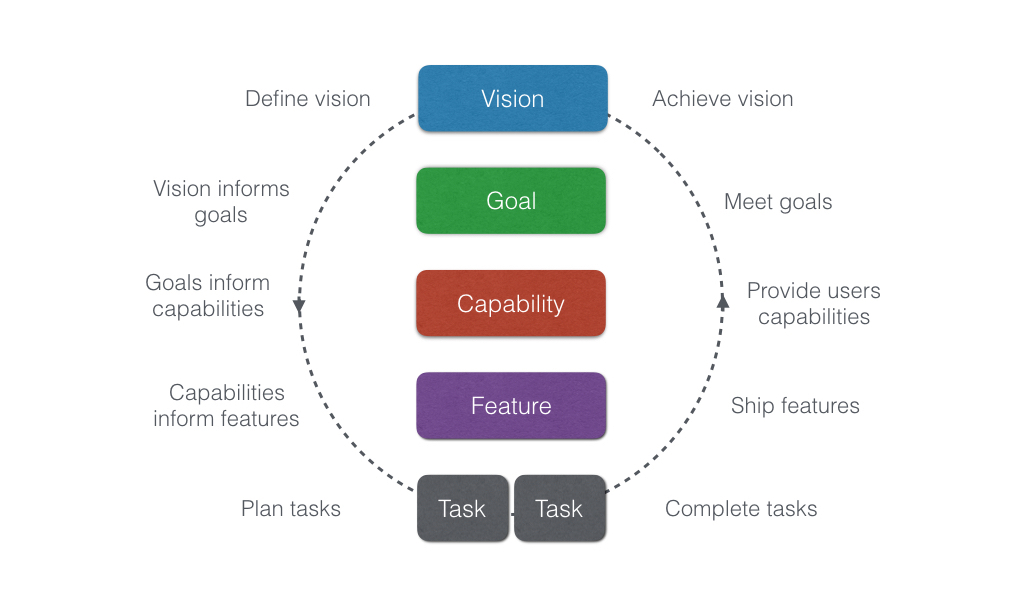 Define vision
Vision
Achieve vision
Vision informs
goals
Goal
Meet goals
Goals inform
capabilities
Capability
Provide users
capabilities
Capabilities
inform features
Feature
Ship features
Plan tasks
Task
Task
Complete tasks